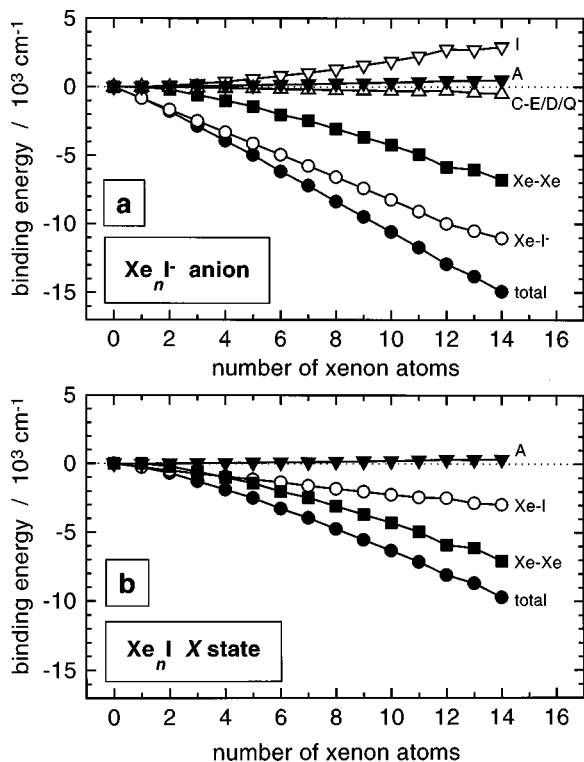 5
I
A
0
C-E/D/Q
-5
Xe-Xe
-10
Xe-I-
-15
total
binding energy / 10³ cm⁻¹
a
XeₙI⁻ anion
0 2 4 6 8 10 12 14 16
number of xenon atoms
5
A
0
Xe-I
-5
Xe-Xe
-10
total
-15
binding energy / 10³ cm⁻¹
b
XeₙI X state
0 2 4 6 8 10 12 14 16
number of xenon atoms